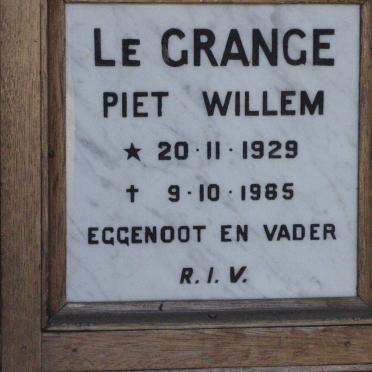 Le GRANGE
PIET WILLEM
★ 20·11·1929
✝ 9·10·1985
EGGENOOT EN VADER
R.I.V.